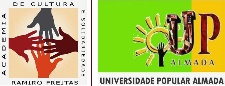 ACADEMIA
DE CULTURA
RAMIRO FREITAS
UP
ALMADA
UNIVERSIDADE POPULAR ALMADA